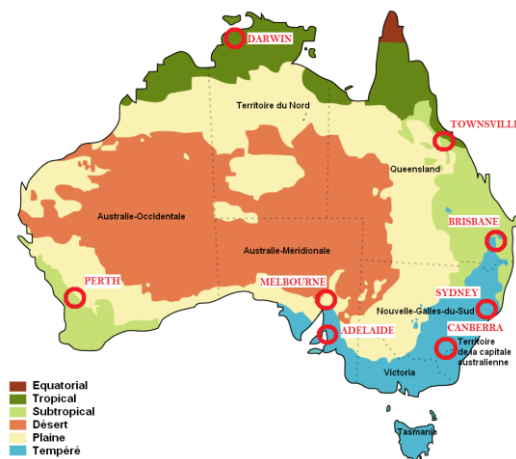 DARWIN
Territoire du Nord
TOWNSVILLE
Queensland
Australie-Occidentale
BRISBANE
Australie-Méridionale
PERTH
MELBOURNE
SYDNEY
Nouvelle-Galles-du-Sud
ADELAIDE
CANBERRA
Territoire
de la capitale
australienne
Victoria
Tasmanie
Equatorial
Tropical
Subtropical
Désert
Plaine
Tempéré